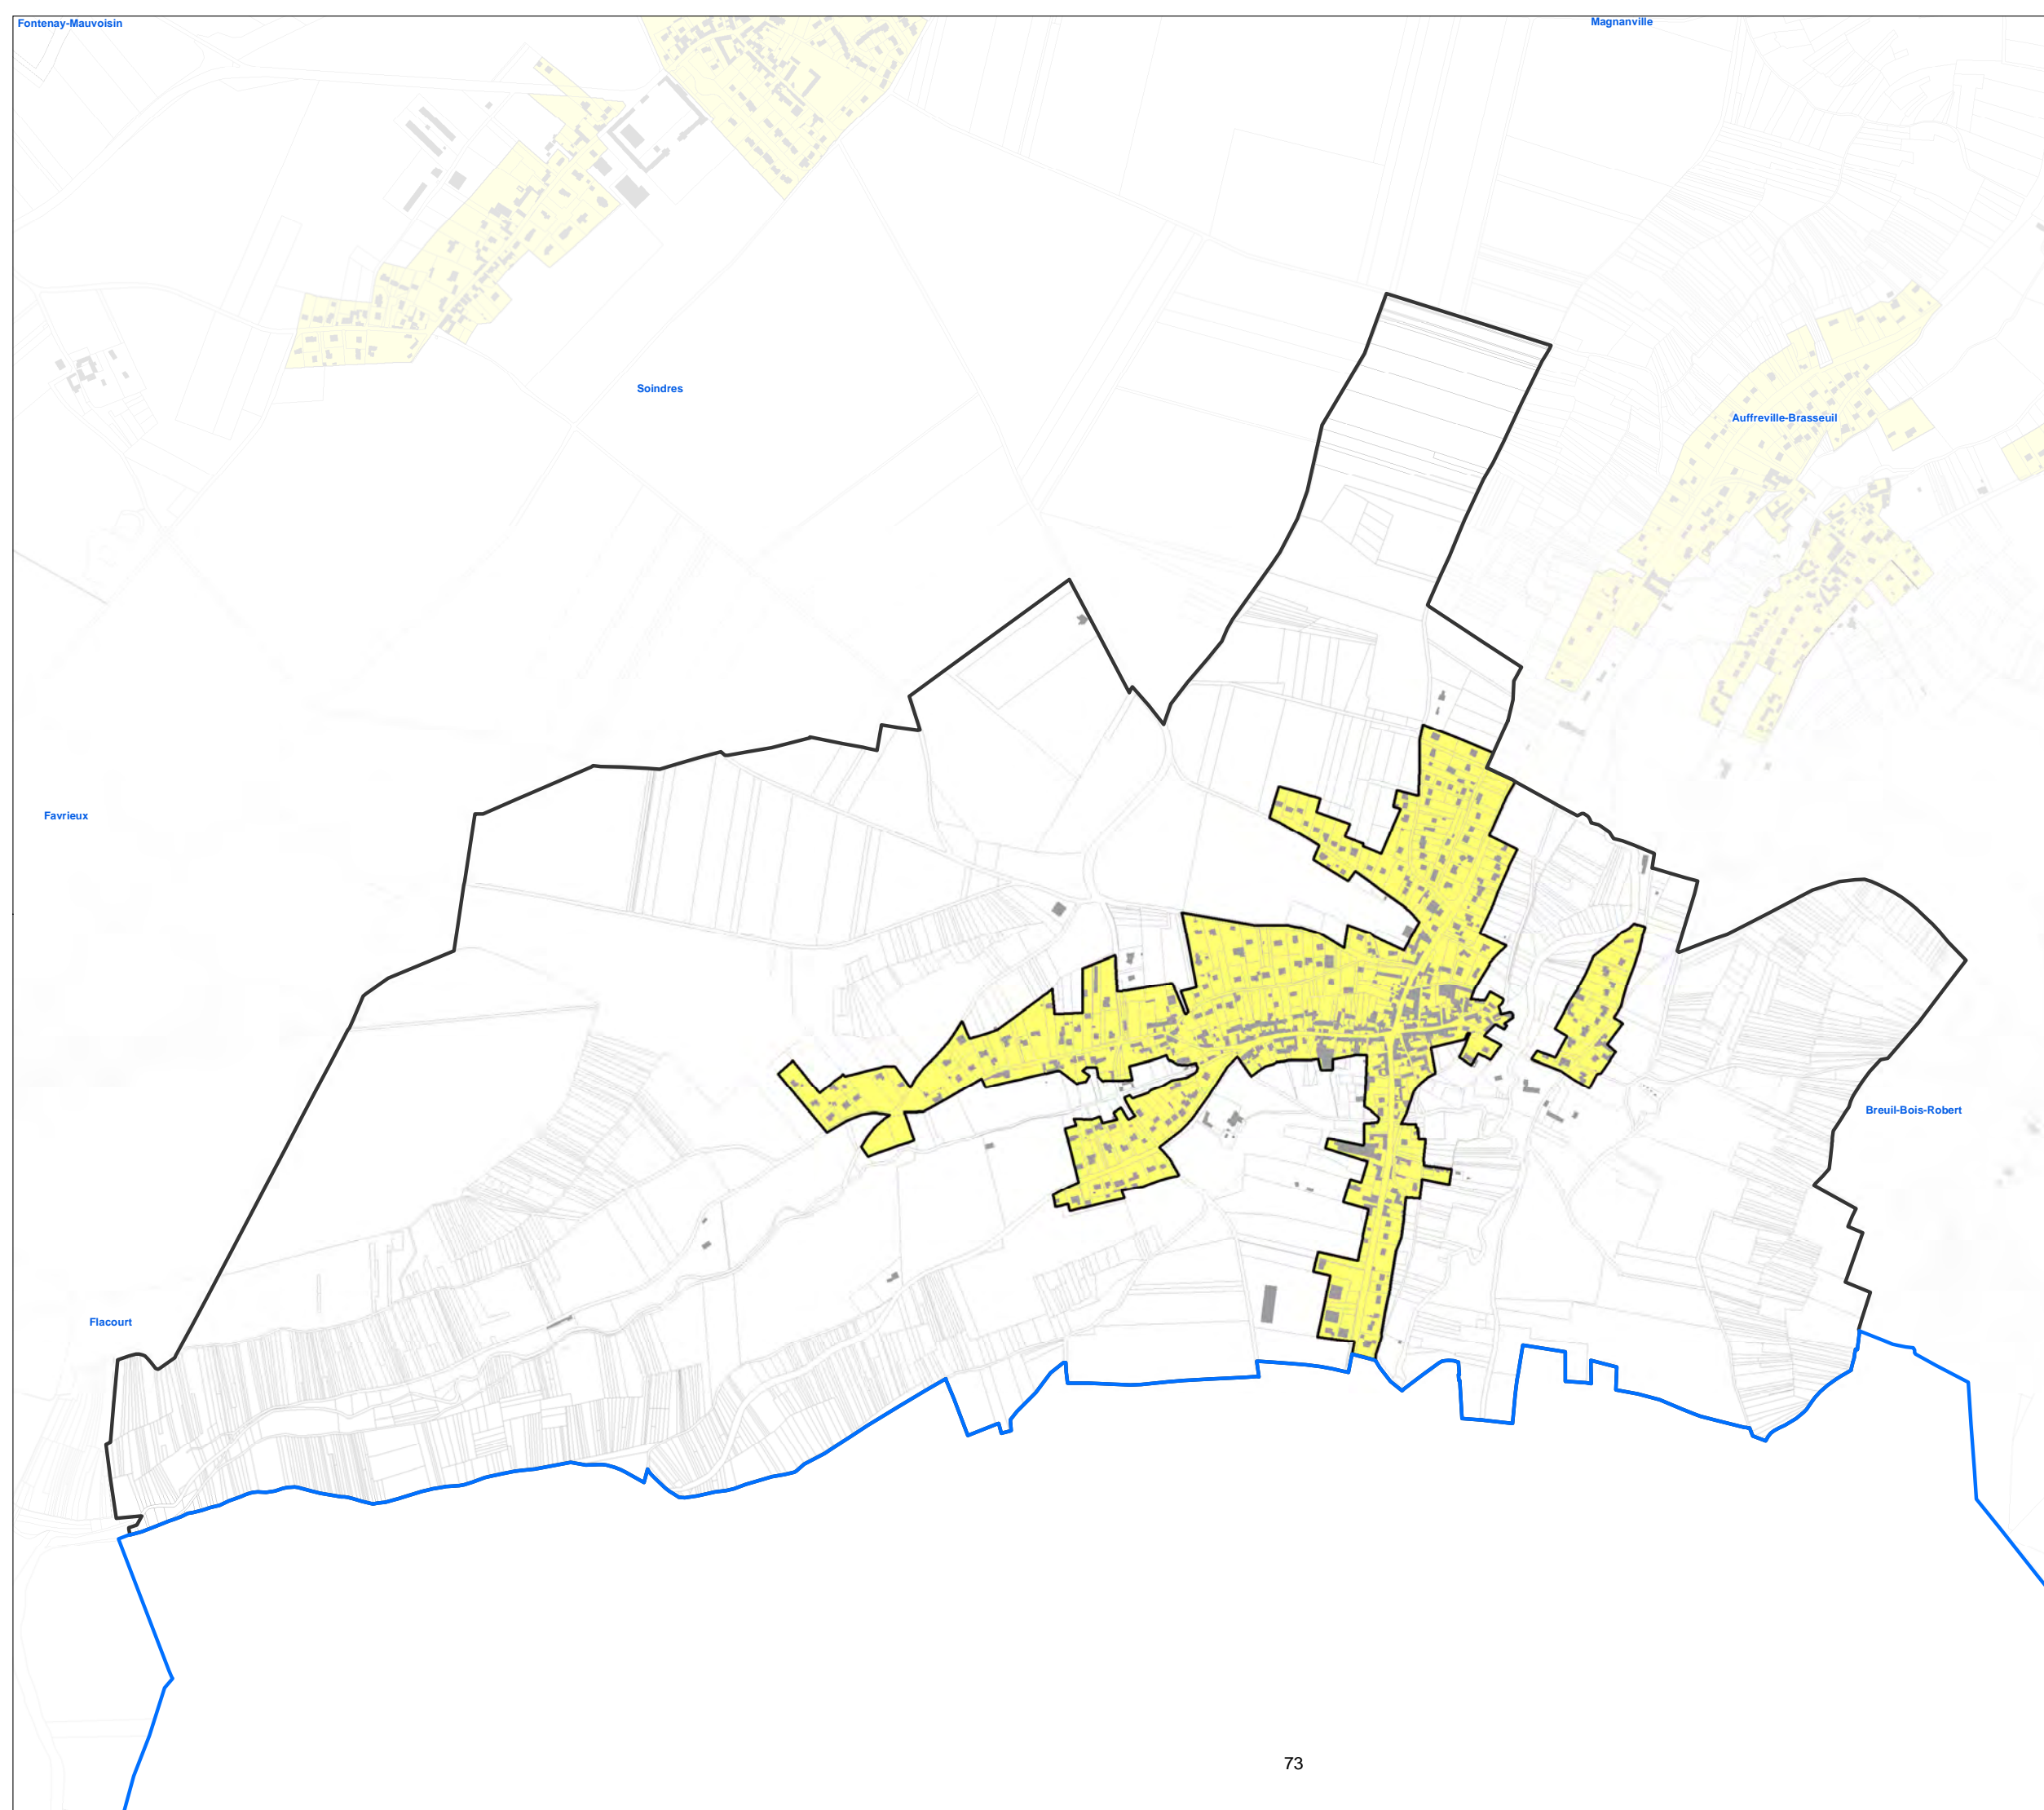 Fontenay-Mauvoisin
Magnanville
Soindres
Auffreville-Brasseuil
Favrieux
Breuil-Bois-Robert
Flacourt
73